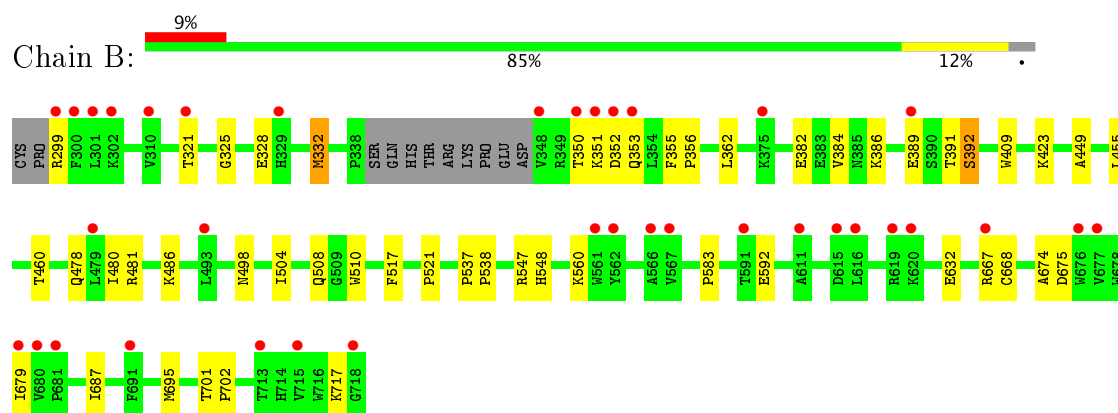 9%
Chain B:
85% 12% •
CYS PRO R299 F300 L301 K302 V310 T321 G325 E328 H329 M332 P338 SER GLN HIS THR ARG LYS PRO GLU ASP V348 R349 T350 K351 D352 Q353 L354 F355 P356 L362 K375 E382 E383 V384 N385 K386 E389 S390 T391 S392 W409 K423 A449 L455
T460 Q478 L479 I480 R481 K486 L493 N498 I504 Q508 G509 W510 F517 P521 P537 P538 R547 H548 K560 W561 Y562 A566 V567 P583 T591 E592 A611 D615 L616 R619 K620 E632 R667 C668 A674 D675 W676 V677 W678
I679 V680 P681 I687 F691 M695 T701 P702 T713 H714 V715 W716 K717 G718